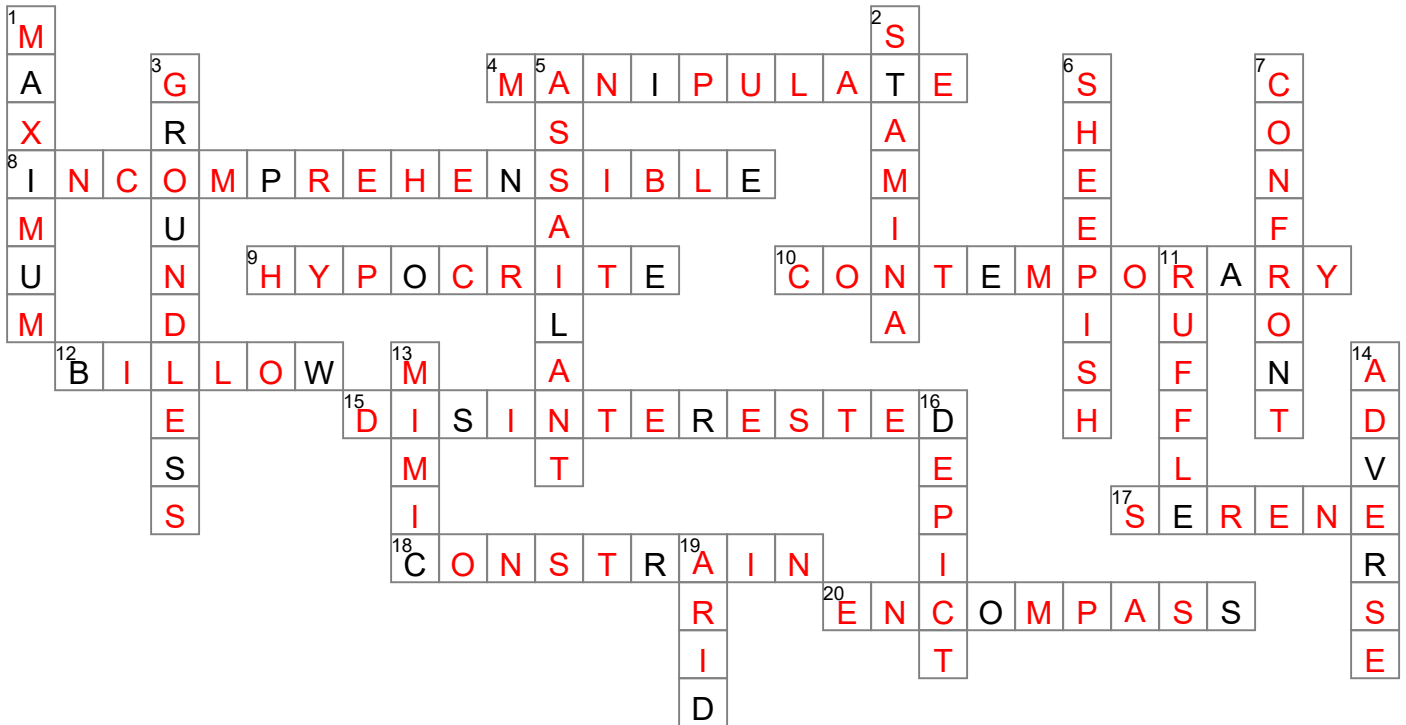 1 M 2 S
A 3 G 4 M 5 A N I P U L A T E 6 S 7 C
X R S A H O
8 I N C O M P R E H E N S I B L E M E N
M U A I E F
U N 9 H Y P O C R I T E 10 C O N T E M P O 11 R A R Y
M D L A I U O
12 B I L L O W 13 M A S F N 14 A
E 15 D I S I N T E R E S T E 16 D H F T D
S M T E L V
S I P 17 S E R E N E
18 C O N S T R 19 A I N I R
R 20 E N C O M P A S S S
I T E
D